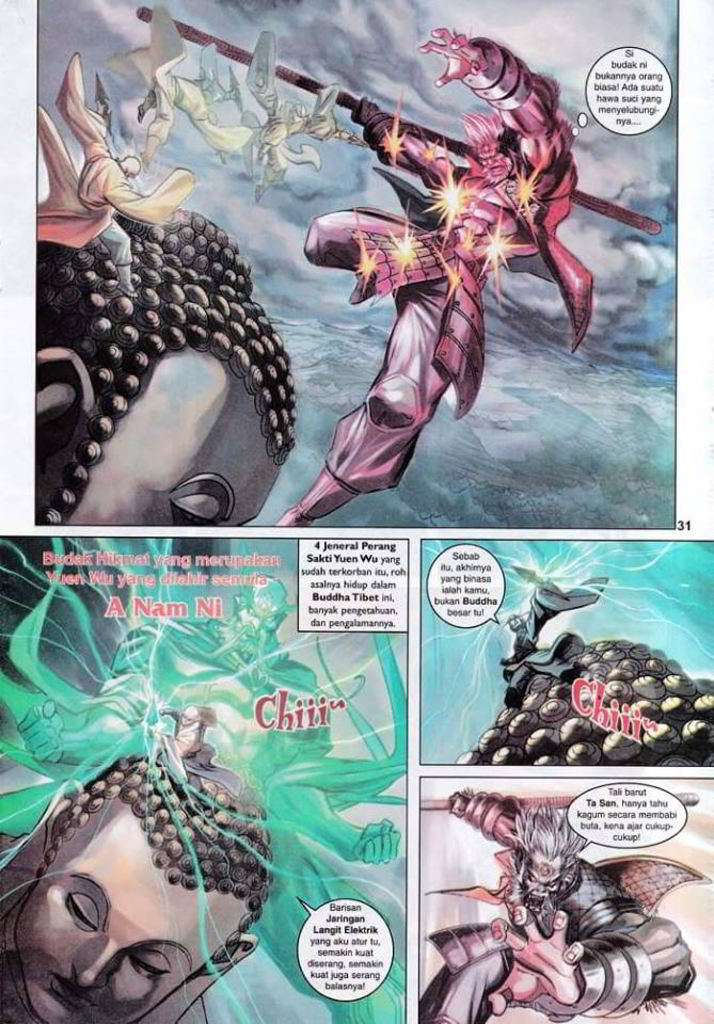 Si
budak ni
bukannya orang
biasa! Ada suatu
hawa suci yang
menyelubungi-
nya....
31
Budak Hikmat yang merupakan
Yuen Wu yang dilahir semula
A Nam Ni
4 Jeneral Perang
Sakti Yuen Wu yang
sudah terkorban itu, roh
asalnya hidup dalam
Buddha Tibet ini,
banyak pengetahuan,
dan pengalamannya.
Chiii~
Barisan
Jaringan
Langit Elektrik
yang aku atur tu,
semakin kuat
diserang, semakin
kuat juga serang
balasnya!
Sebab
itu, akhirnya
yang binasa
ialah kamu,
bukan Buddha
besar tu!
Chiii~
Tali barut
Ta San, hanya tahu
kagum secara membabi
buta, kena ajar cukup-
cukup!